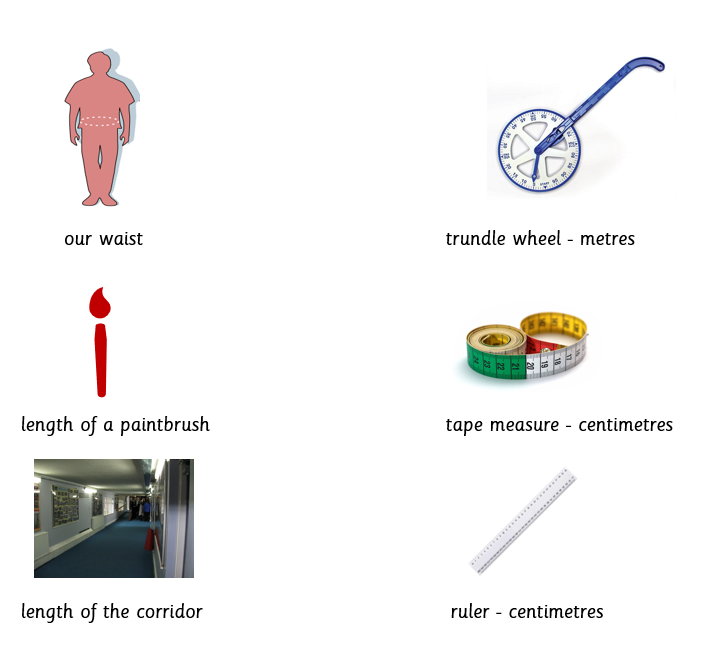 our waist
trundle wheel - metres
length of a paintbrush
tape measure - centimetres
length of the corridor
ruler - centimetres